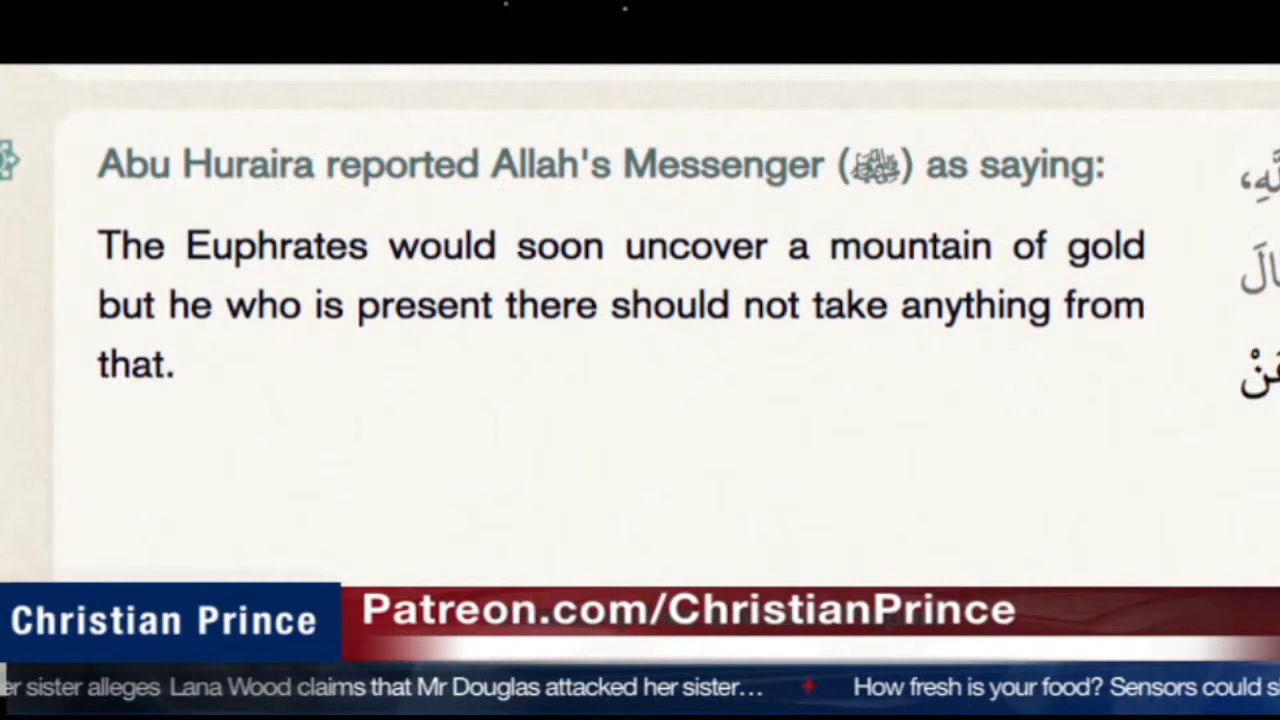 Abu Huraira reported Allah's Messenger (ﷺ) as saying:
The Euphrates would soon uncover a mountain of gold
but he who is present there should not take anything from
that.
Christian Prince
Patreon.com/ChristianPrince
sister alleges Lana Wood claims that Mr Douglas attacked her sister...
How fresh is your food? Sensors could